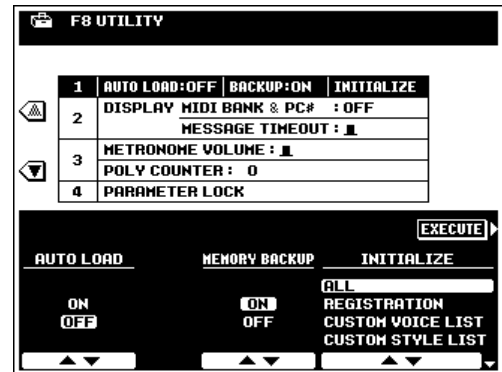 F8 UTILITY
1 AUTO LOAD:OFF BACKUP:ON INITIALIZE
2 DISPLAY MIDI BANK & PC# :OFF
MESSAGE TIMEOUT :
3 METRONOME VOLUME :
POLY COUNTER : 0
4 PARAMETER LOCK
EXECUTE
AUTO LOAD MEMORY BACKUP INITIALIZE
ALL
ON ON REGISTRATION
OFF OFF CUSTOM VOICE LIST
CUSTOM STYLE LIST